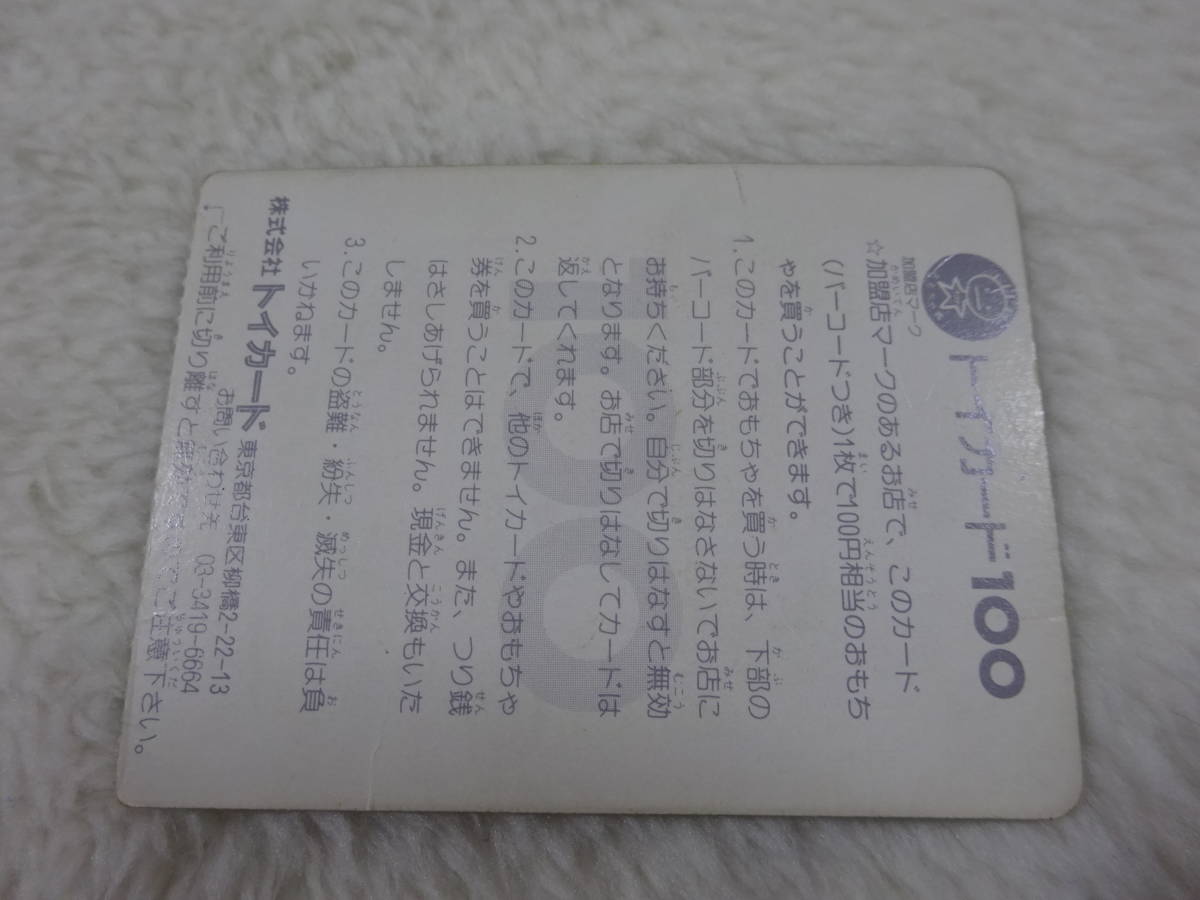 加盟店マーク
トイカード100
☆加盟店マークのあるお店で、このカード
(バーコードつき)1枚で100円相当のおもち
ゃを買うことができます。
1.このカードでおもちゃを買う時は、下部の
バーコード部分を切りはなさないでお店に
お持ちください。自分で切りはなすと無効
となります。お店で切りはなしてカードは
返してくれます。
2.このカードで、他のトイカードやおもちゃ
券を買うことはできません。また、つり銭
はさしあげられません。現金と交換もいた
しません。
3.このカードの盗難・紛失・滅失の責任は負
いかねます。
株式会社 トイカード 東京都台東区柳橋2-22-13
お問い合わせ先 03-3419-6664
「ご利用前に切り離すと無効
注意下さい。